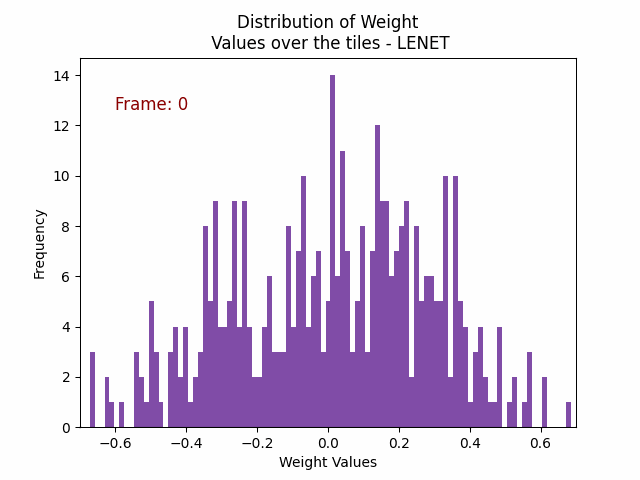 Distribution of Weight
Values over the tiles - LENET
Frame: 0
14
12
10
8
6
4
2
0
Frequency
−0.6 −0.4 −0.2 0.0 0.2 0.4 0.6
Weight Values